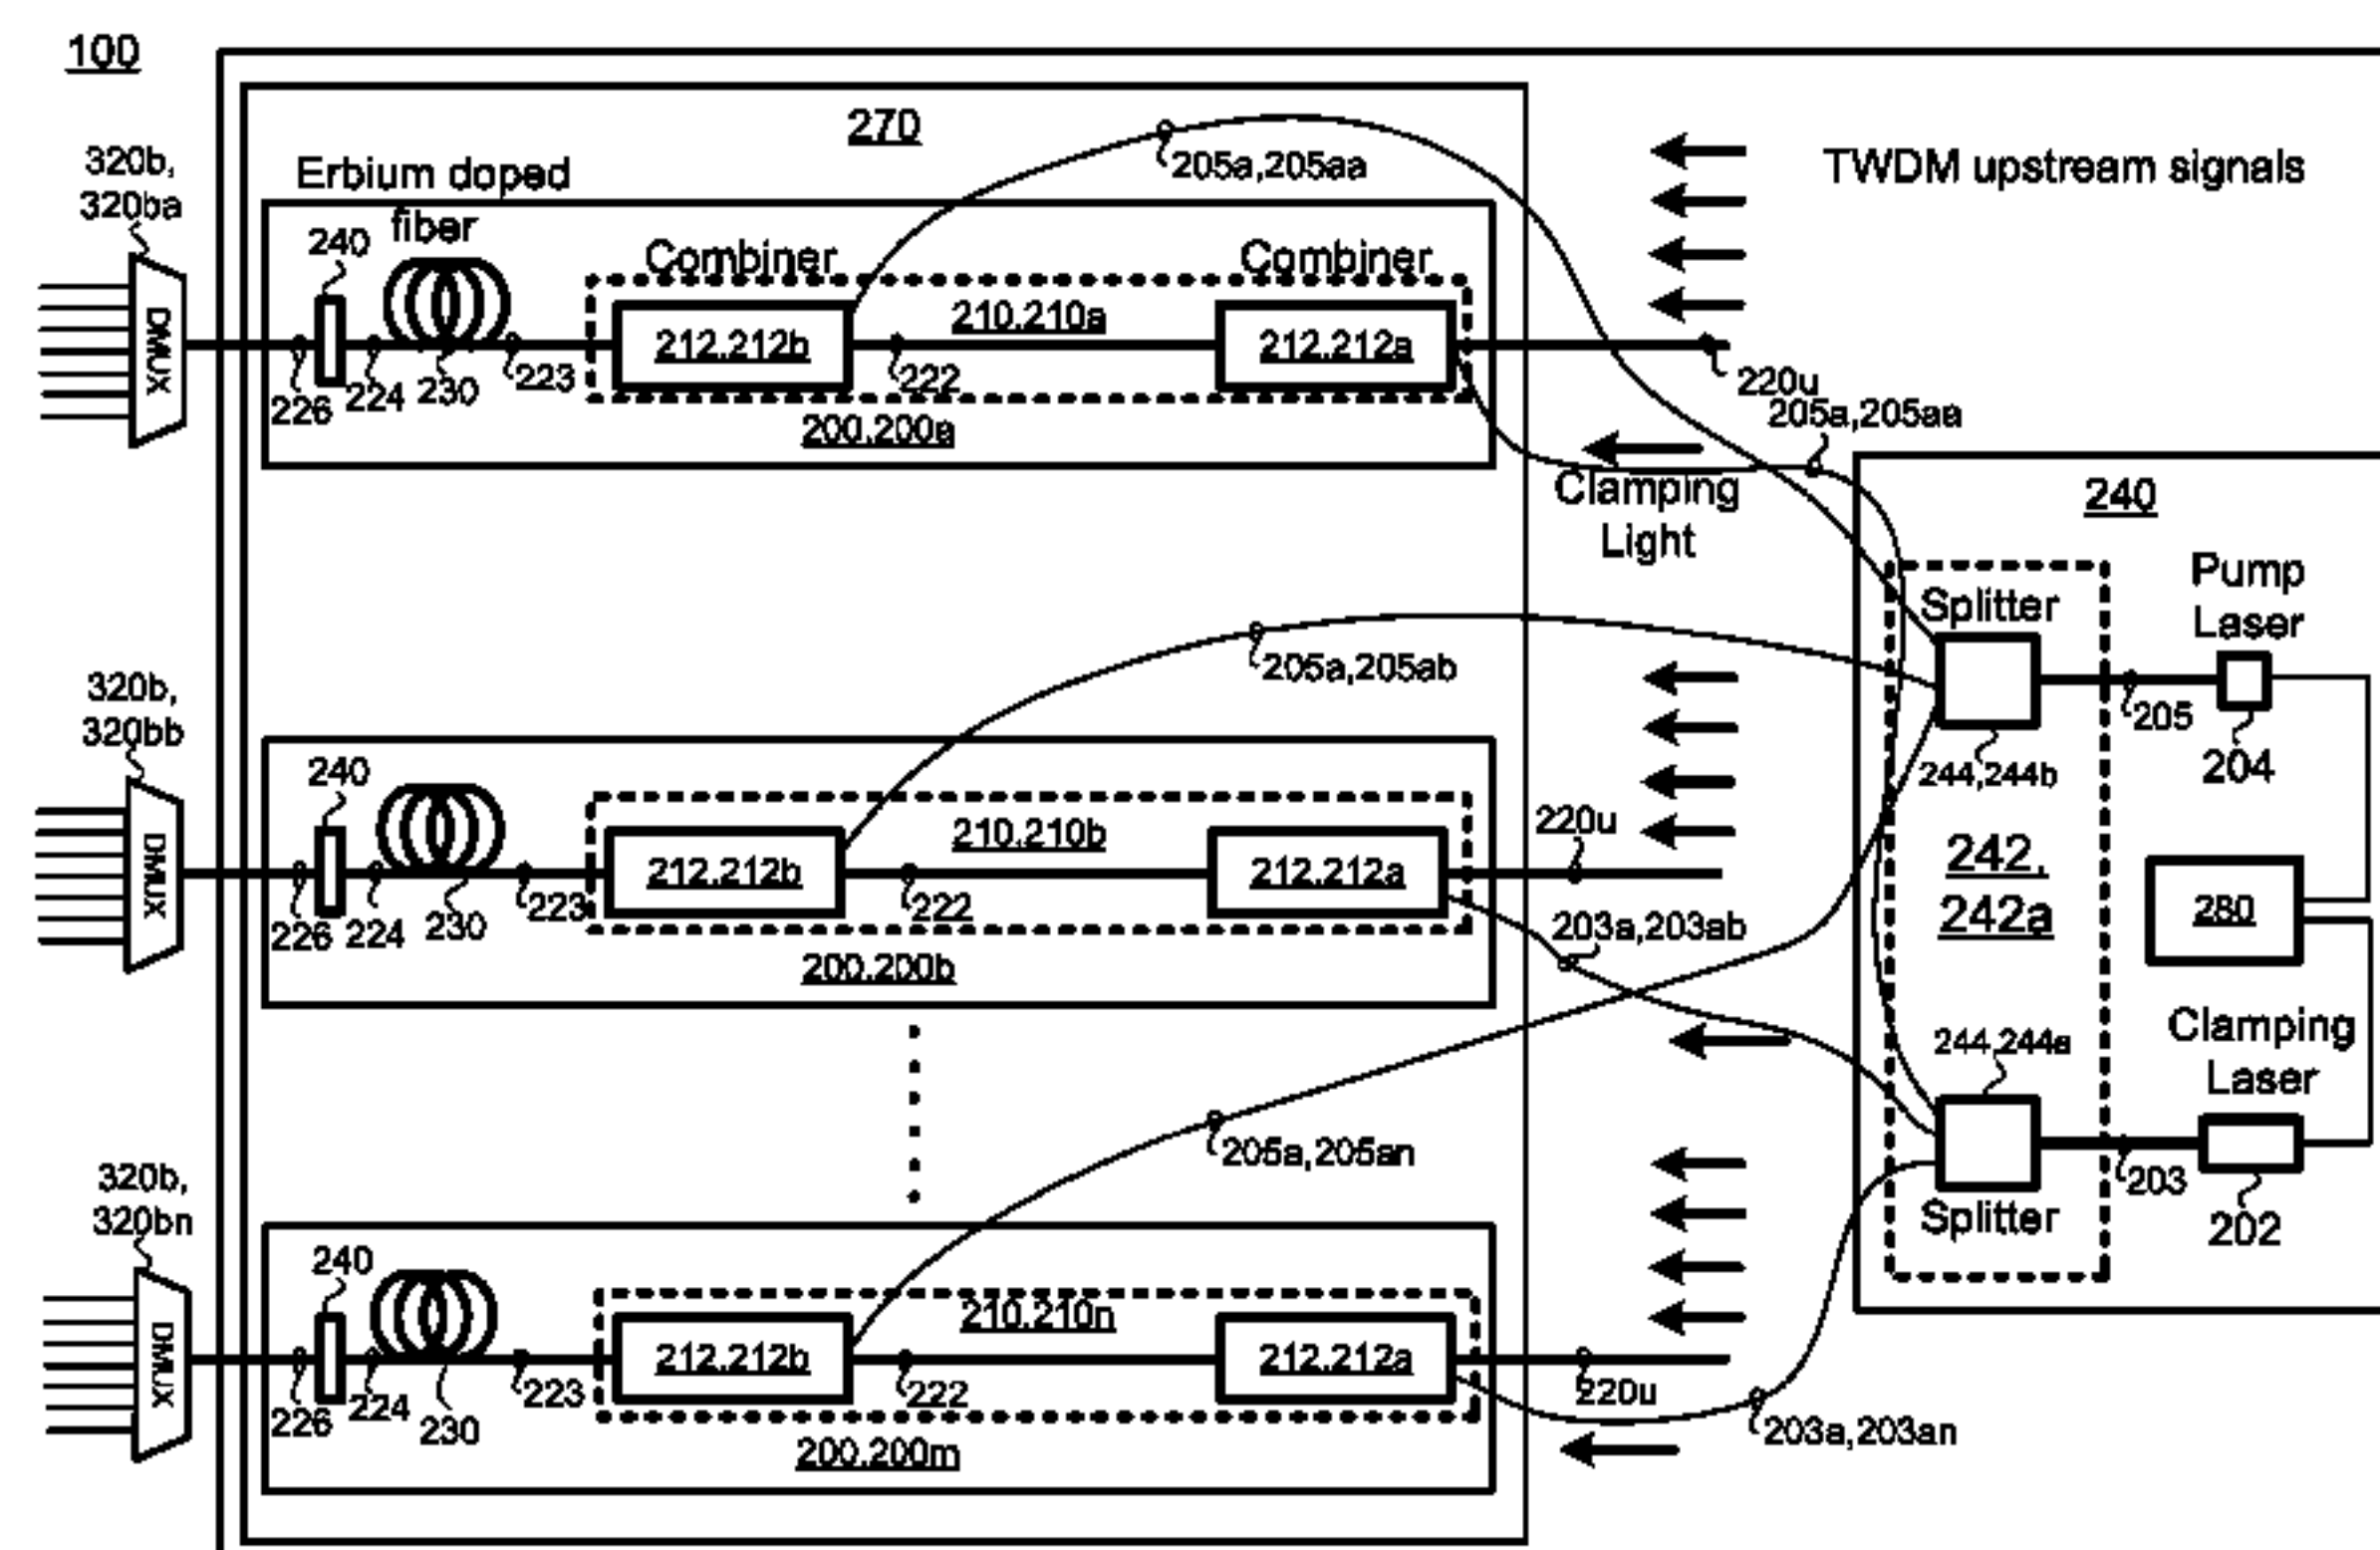 100
270
320b,
320ba
DMUX
Erbium doped
fiber
240
226
224
230
223
Combiner
Combiner
212.212b
210.210a
212.212a
222
200.200a
205a,205aa
TWDM upstream signals
220u
205a,205aa
Clamping
Light
240
Splitter
Pump
Laser
205
204
244,244b
242,
242a
280
244,244a
Clamping
Laser
203
202
Splitter
320b,
320bb
DMUX
240
226
224
230
223
212.212b
210.210b
212.212a
222
200.200b
205a,205ab
220u
203a,203ab
205a,205an
320b,
320bn
DMUX
240
226
224
230
223
212.212b
210.210n
212.212a
222
200.200m
220u
203a,203an